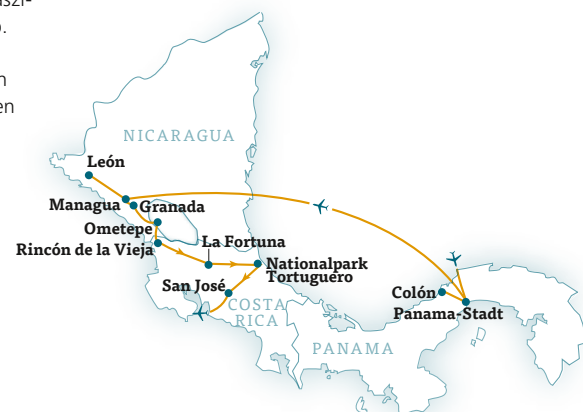 NICARAGUA
León
Managua
Granada
Ometepe
Rincón de la Vieja
La Fortuna
Nationalpark
Tortuguero
San José
COSTA
RICA
Colón
Panama-Stadt
PANAMA